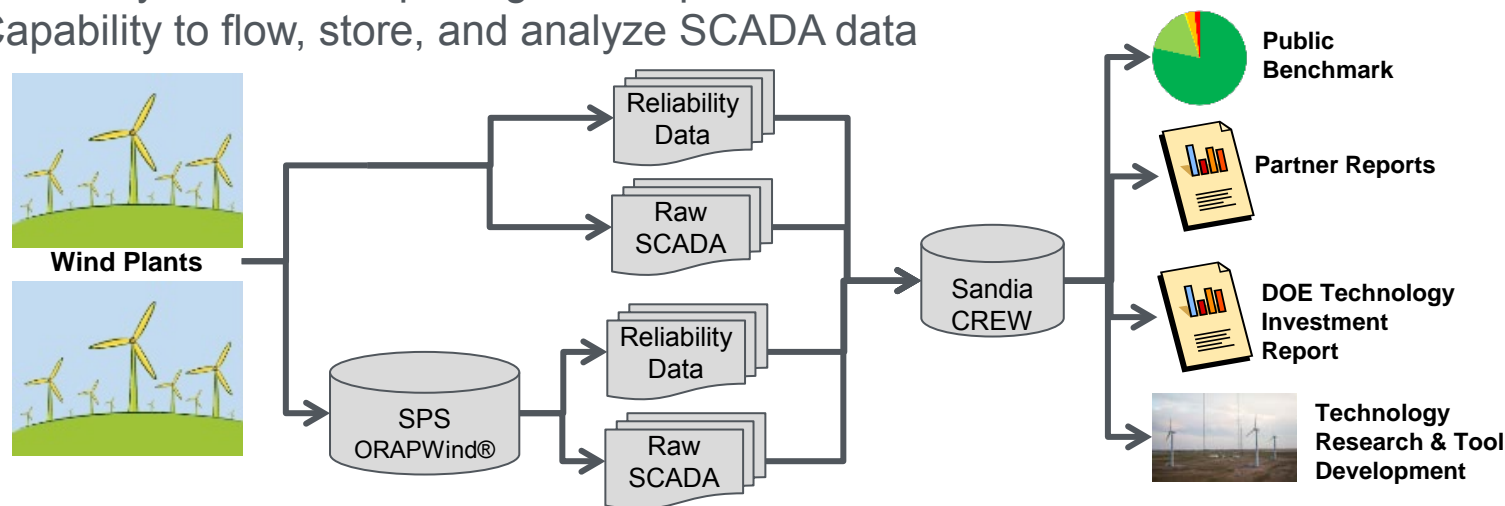 Capability to flow, store, and analyze SCADA data
Wind Plants
Reliability
Data
Raw
SCADA
SPS
ORAPWind®
Reliability
Data
Raw
SCADA
Sandia
CREW
Public
Benchmark
Partner Reports
DOE Technology
Investment
Report
Technology
Research & Tool
Development